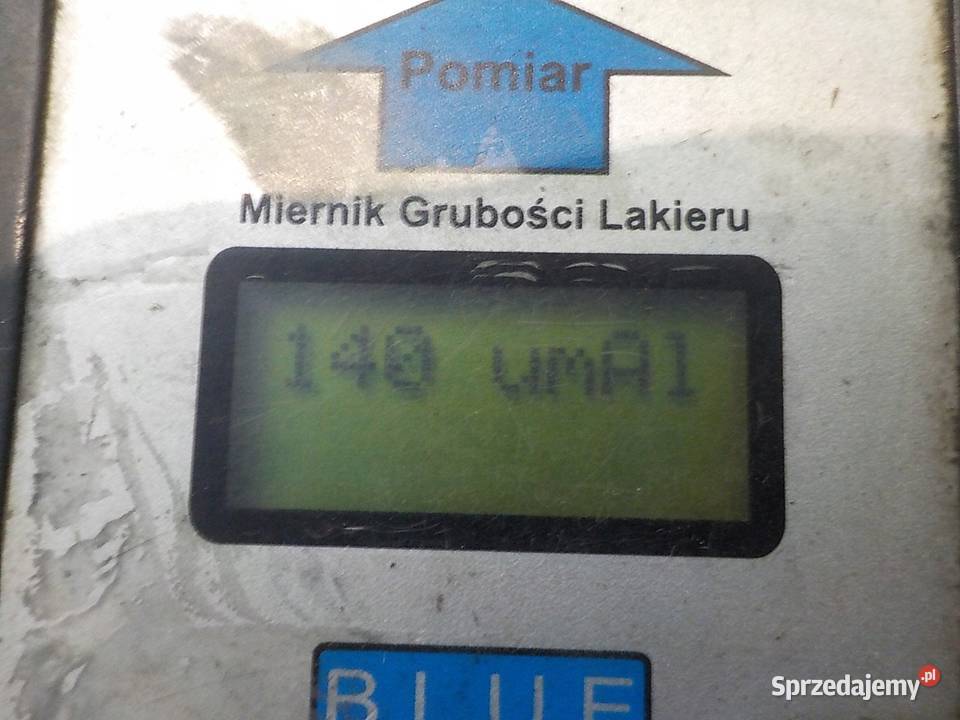 Pomiar
Miernik Grubości Lakieru
140 umAl
BLUE
Sprzedajemy.pl